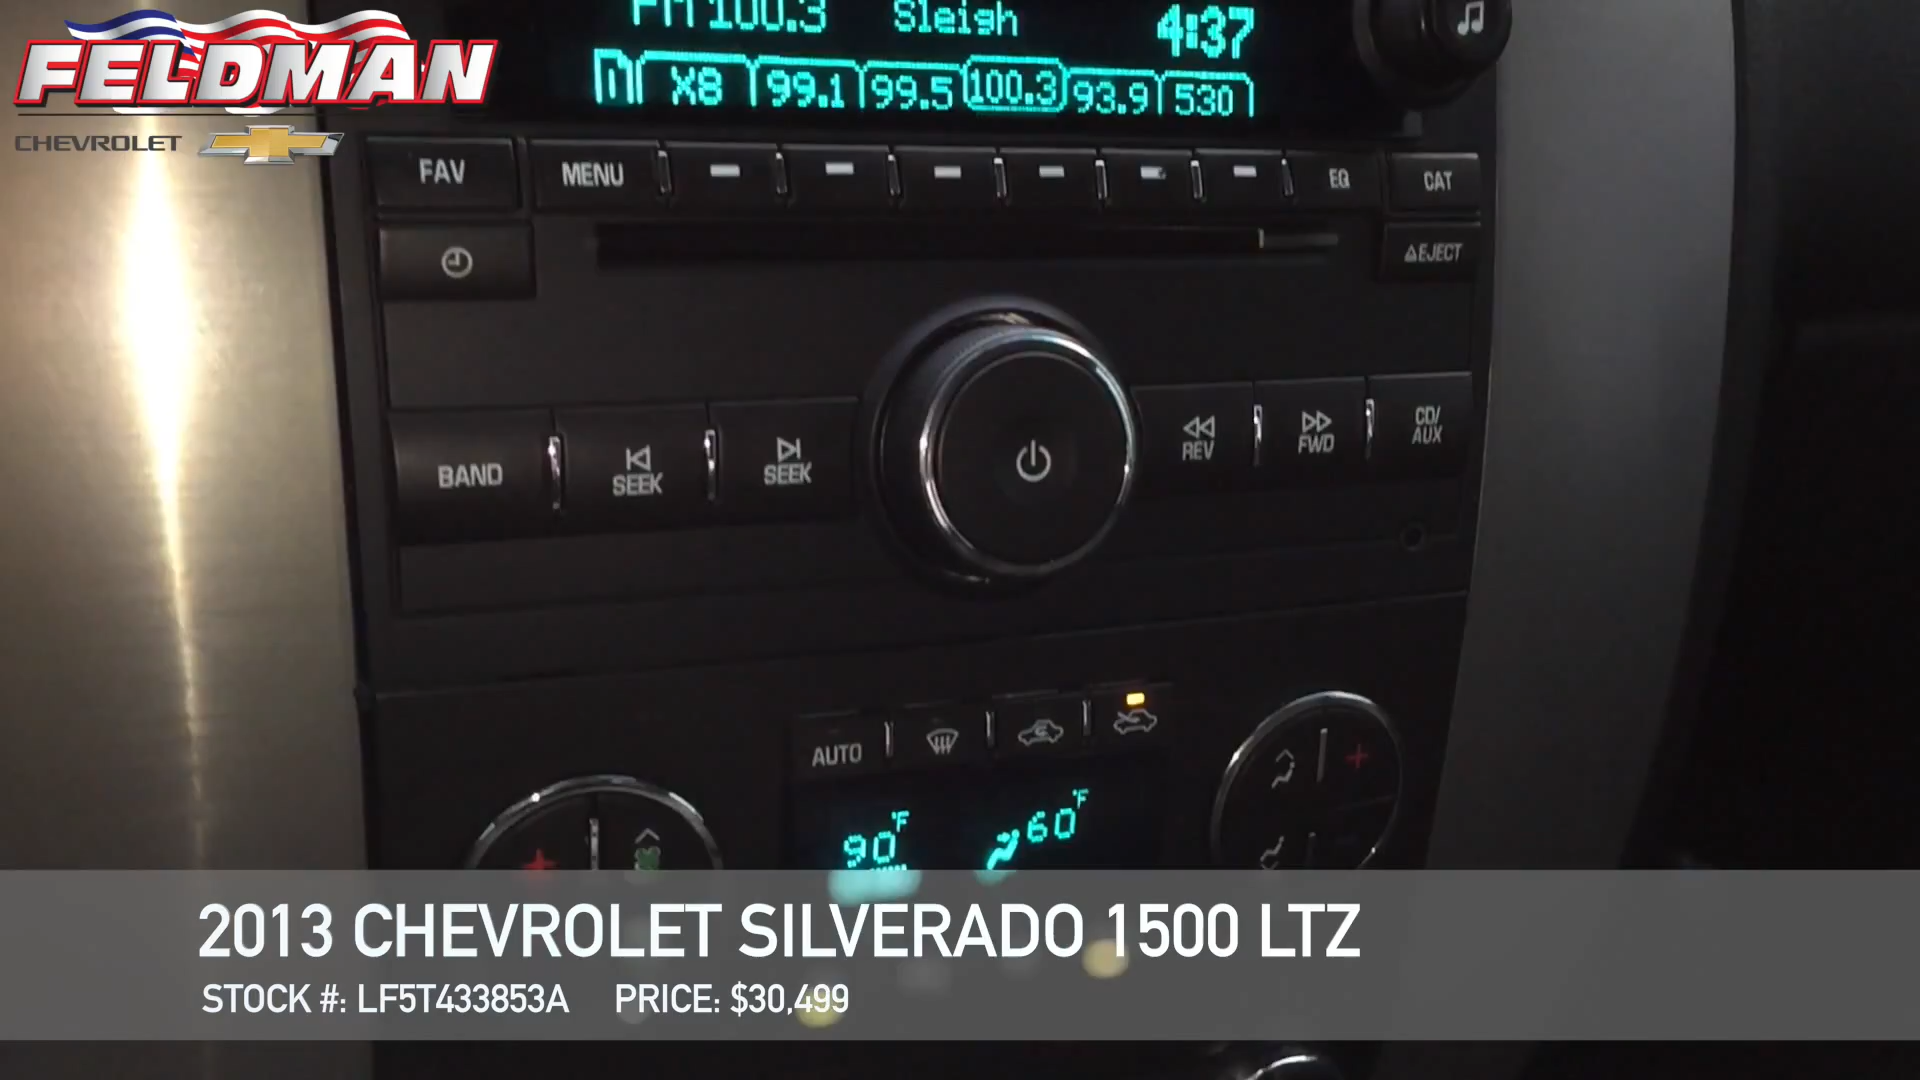 FELDMAN
CHEVROLET
FM 100.3 Sleigh 4:37
X8 99.1 99.5 100.3 93.9 530
FAV MENU EQ CAT
EJECT
BAND SEEK SEEK REV FWD CD/
AUX
AUTO
90°F 60°F
2013 CHEVROLET SILVERADO 1500 LTZ
STOCK #: LF5T433853A PRICE: $30,499